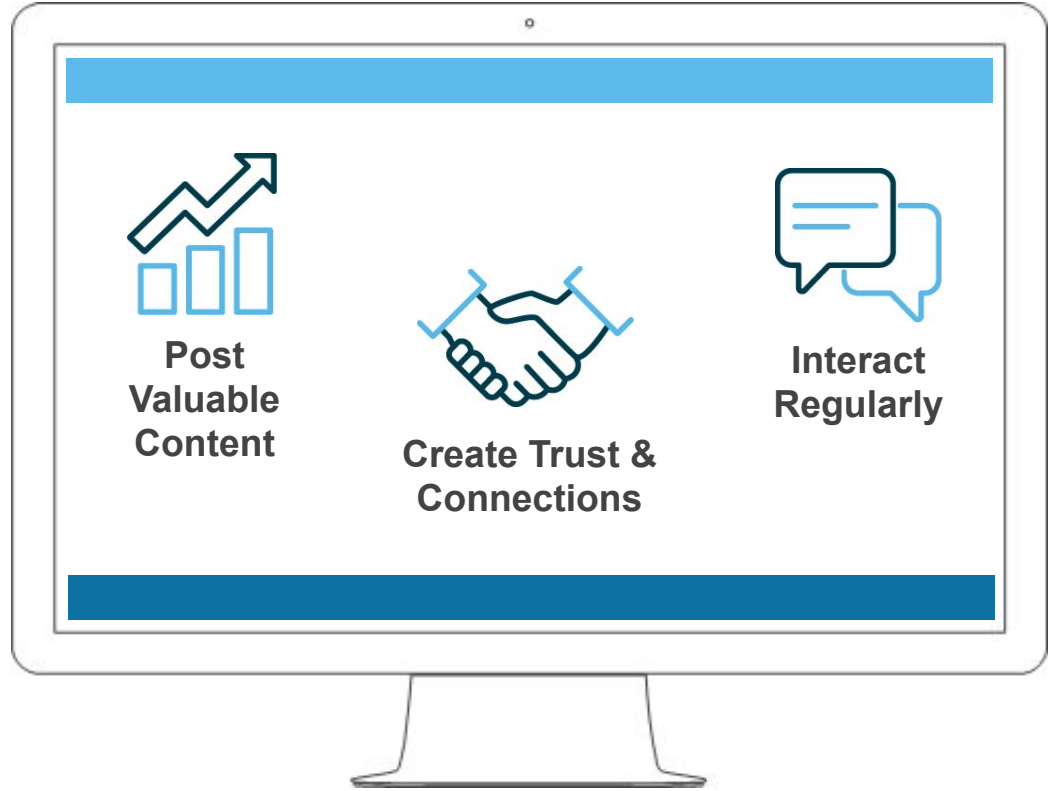 Post
Valuable
Content
Create Trust &
Connections
Interact
Regularly